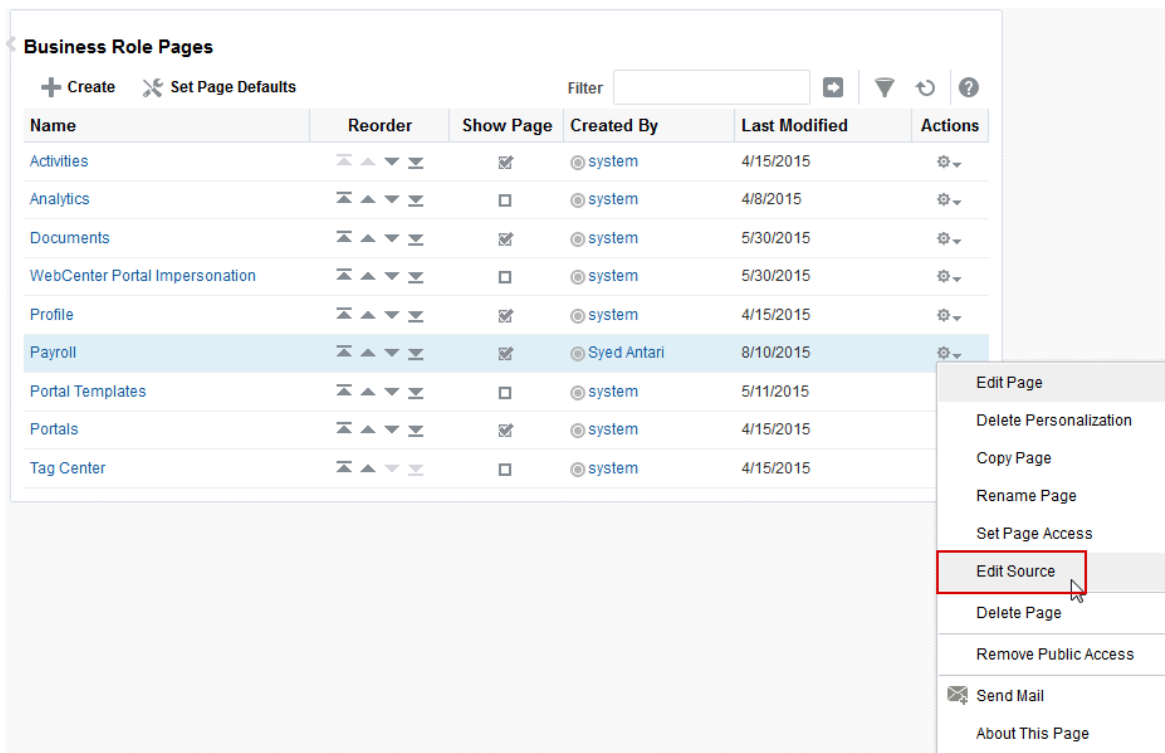 Business Role Pages
Create Set Page Defaults Filter
Name Reorder Show Page Created By Last Modified Actions
Activities system 4/15/2015
Analytics system 4/8/2015
Documents system 5/30/2015
WebCenter Portal Impersonation system 5/30/2015
Profile system 4/15/2015
Payroll Syed Antari 8/10/2015
Portal Templates system 5/11/2015
Portals system 4/15/2015
Tag Center system 4/15/2015
Edit Page
Delete Personalization
Copy Page
Rename Page
Set Page Access
Edit Source
Delete Page
Remove Public Access
Send Mail
About This Page